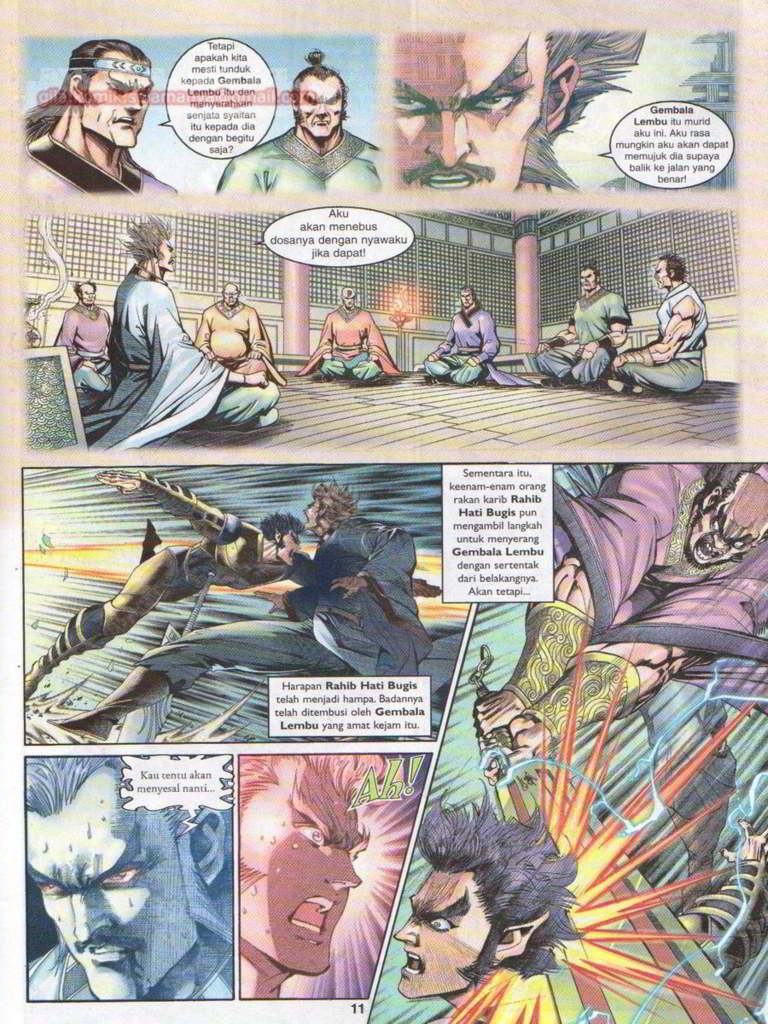 Tetapi
apakah kita
mesti tunduk
kepada Gembala
Lembu itu dan
menyerahkan
senjata syaitan
itu kepada dia
dengan begitu
saja?
Gembala
Lembu itu murid
aku ini. Aku rasa
mungkin aku akan dapat
memujuk dia supaya
balik ke jalan yang
benar!
Aku
akan menebus
dosanya dengan nyawaku
jika dapat!
Sementara itu,
keenam-enam orang
rakan karib Rahib
Hati Bugis pun
mengambil langkah
untuk menyerang
Gembala Lembu
dengan sertentak
dari belakangnya.
Akan tetapi...
Harapan Rahib Hati Bugis
telah menjadi hampa. Badannya
telah ditembusi oleh Gembala
Lembu yang amat kejam itu.
Kau tentu akan
menyesal nanti...
Ah!
11